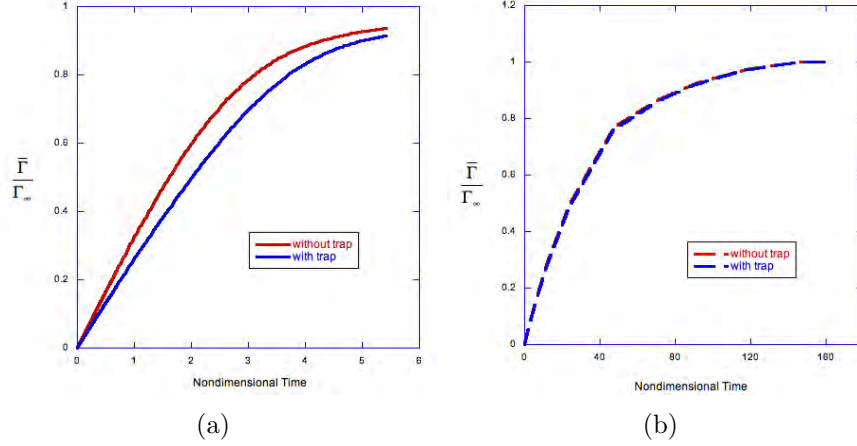 1
0.8
0.6
0.4
0.2
0
Γ̄
Γ∞
without trap
with trap
0 1 2 3 4 5 6
Nondimensional Time
(a)
1.2
1
0.8
0.6
0.4
0.2
0
Γ̄
Γ∞
without trap
with trap
0 40 80 120 160
Nondimensional Time
(b)